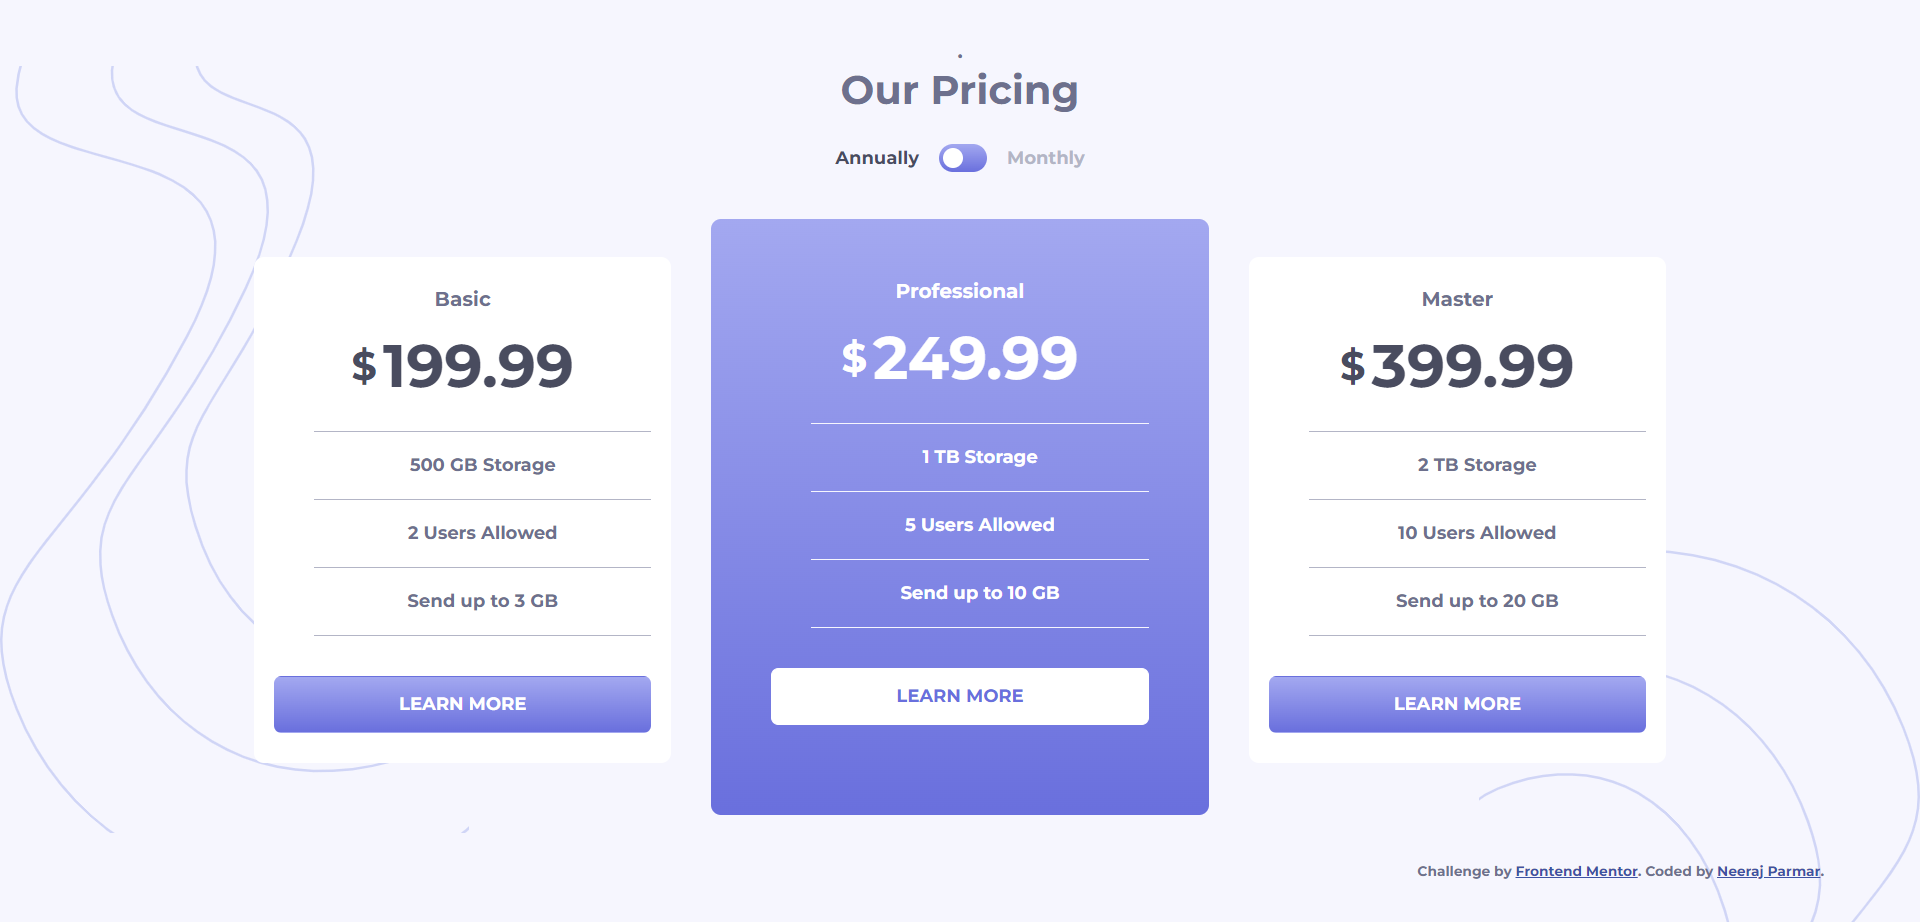 Our Pricing
Annually Monthly
Basic
$199.99
500 GB Storage
2 Users Allowed
Send up to 3 GB
LEARN MORE
Professional
$249.99
1 TB Storage
5 Users Allowed
Send up to 10 GB
LEARN MORE
Master
$399.99
2 TB Storage
10 Users Allowed
Send up to 20 GB
LEARN MORE
Challenge by Frontend Mentor. Coded by Neeraj Parmar.